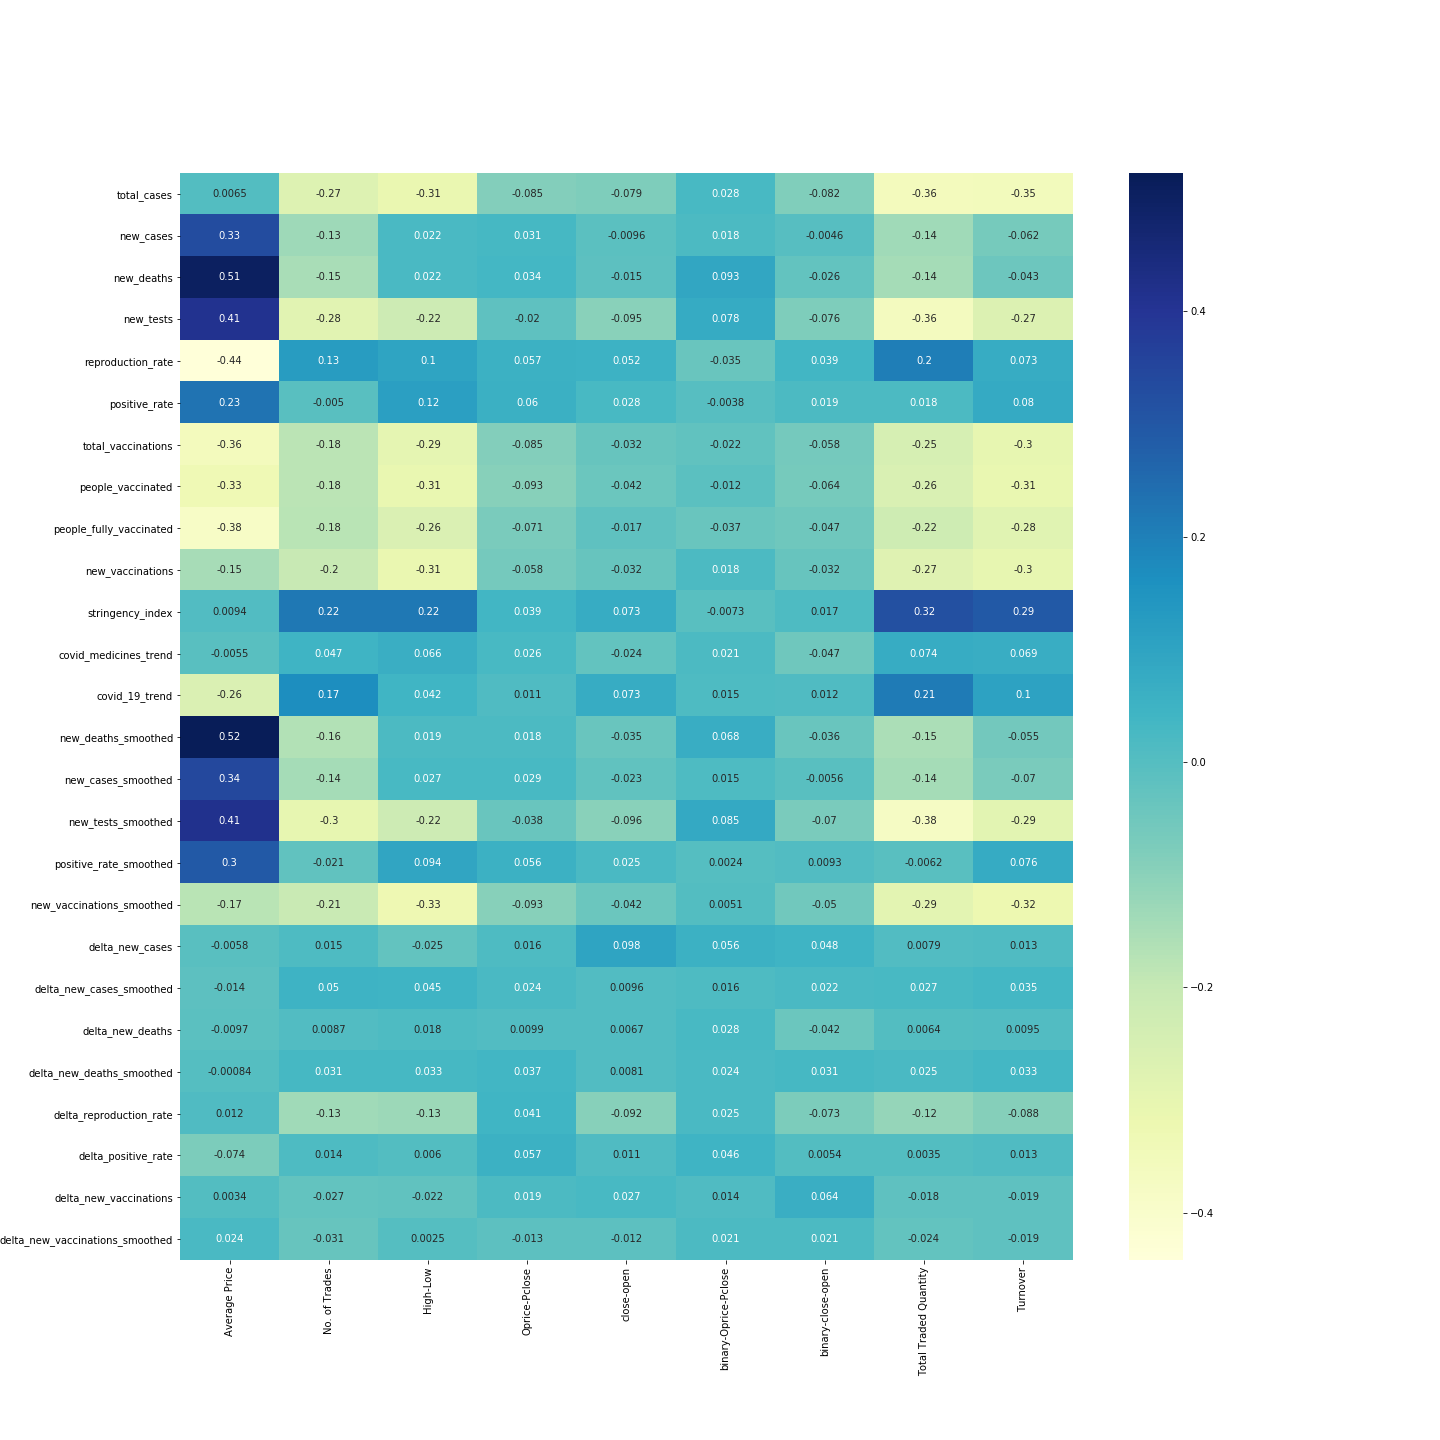 total_cases 0.0065 -0.27 -0.31 -0.085 -0.079 0.028 -0.082 -0.36 -0.35
new_cases 0.33 -0.13 0.022 0.031 -0.0096 0.018 -0.0046 -0.14 -0.062
new_deaths 0.51 -0.15 0.022 0.034 -0.015 0.093 -0.026 -0.14 -0.043
new_tests 0.41 -0.28 -0.22 -0.02 -0.095 0.078 -0.076 -0.36 -0.27
reproduction_rate -0.44 0.13 0.1 0.057 0.052 -0.035 0.039 0.2 0.073
positive_rate 0.23 -0.005 0.12 0.06 0.028 -0.0038 0.019 0.018 0.08
total_vaccinations -0.36 -0.18 -0.29 -0.085 -0.032 -0.022 -0.058 -0.25 -0.3
people_vaccinated -0.33 -0.18 -0.31 -0.093 -0.042 -0.012 -0.064 -0.26 -0.31
people_fully_vaccinated -0.38 -0.18 -0.26 -0.071 -0.017 -0.037 -0.047 -0.22 -0.28
new_vaccinations -0.15 -0.2 -0.31 -0.058 -0.032 0.018 -0.032 -0.27 -0.3
stringency_index 0.0094 0.22 0.22 0.039 0.073 -0.0073 0.017 0.32 0.29
covid_medicines_trend -0.0055 0.047 0.066 0.026 -0.024 0.021 -0.047 0.074 0.069
covid_19_trend -0.26 0.17 0.042 0.011 0.073 0.015 0.012 0.21 0.1
new_deaths_smoothed 0.52 -0.16 0.019 0.018 -0.035 0.068 -0.036 -0.15 -0.055
new_cases_smoothed 0.34 -0.14 0.027 0.029 -0.023 0.015 -0.0056 -0.14 -0.07
new_tests_smoothed 0.41 -0.3 -0.22 -0.038 -0.096 0.085 -0.07 -0.38 -0.29
positive_rate_smoothed 0.3 -0.021 0.094 0.056 0.025 0.0024 0.0093 -0.0062 0.076
new_vaccinations_smoothed -0.17 -0.21 -0.33 -0.093 -0.042 0.0051 -0.05 -0.29 -0.32
delta_new_cases -0.0058 0.015 -0.025 0.016 0.098 0.056 0.048 0.0079 0.013
delta_new_cases_smoothed -0.014 0.05 0.045 0.024 0.0096 0.016 0.022 0.027 0.035
delta_new_deaths -0.0097 0.0087 0.018 0.0099 0.0067 0.028 -0.042 0.0064 0.0095
delta_new_deaths_smoothed -0.00084 0.031 0.033 0.037 0.0081 0.024 0.031 0.025 0.033
delta_reproduction_rate 0.012 -0.13 -0.13 0.041 -0.092 0.025 -0.073 -0.12 -0.088
delta_positive_rate -0.074 0.014 0.006 0.057 0.011 0.046 0.0054 0.0035 0.013
delta_new_vaccinations 0.0034 -0.027 -0.022 0.019 0.027 0.014 0.064 -0.018 -0.019
delta_new_vaccinations_smoothed 0.024 -0.031 0.0025 -0.013 -0.012 0.021 0.021 -0.024 -0.019
Average Price
No. of Trades
High-Low
Oprice-Pclose
close-open
binary-Oprice-Pclose
binary-close-open
Total Traded Quantity
Turnover
0.4
0.2
0.0
−0.2
−0.4